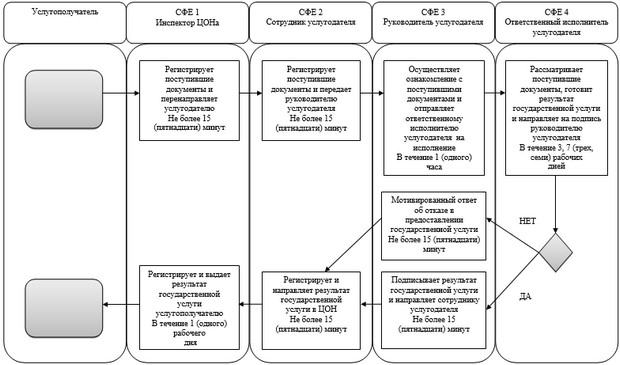 Услугополучатель
СФЕ 1
Инспектор ЦОНа
СФЕ 2
Сотрудник услугодателя
СФЕ 3
Руководитель услугодателя
СФЕ 4
Ответственный исполнитель
услугодателя
Регистрирует
поступившие
документы и
перенаправляет
услугодателю
Не более 15
(пятнадцати) минут
Регистрирует
поступившие
документы и передает
руководителю
услугодателя
Не более 15
(пятнадцати) минут
Осуществляет
ознакомление с
поступившими
документами и
отправляет
ответственному
исполнителю
услугодателя на
исполнение
В течение 1 (одного)
часа
Рассматривает
поступившие
документы, готовит
результат
государственной услуги
и направляет на подпись
руководителю
услугодателя
В течение 3, 7 (трех,
семи) рабочих
дней
Мотивированный ответ
об отказе в
предоставлении
государственной услуги
Не более 15 (пятнадцати)
минут
НЕТ
ДА
Регистрирует и выдает
результат
государственной
услуги
услугополучателю
В течение 1 (одного)
рабочего
дня
Регистрирует и
направляет результат
государственной
услуги в ЦОН
Не более 15
(пятнадцати) минут
Подписывает результат
государственной услуги
и направляет сотруднику
услугодателя
Не более 15
(пятнадцати) минут